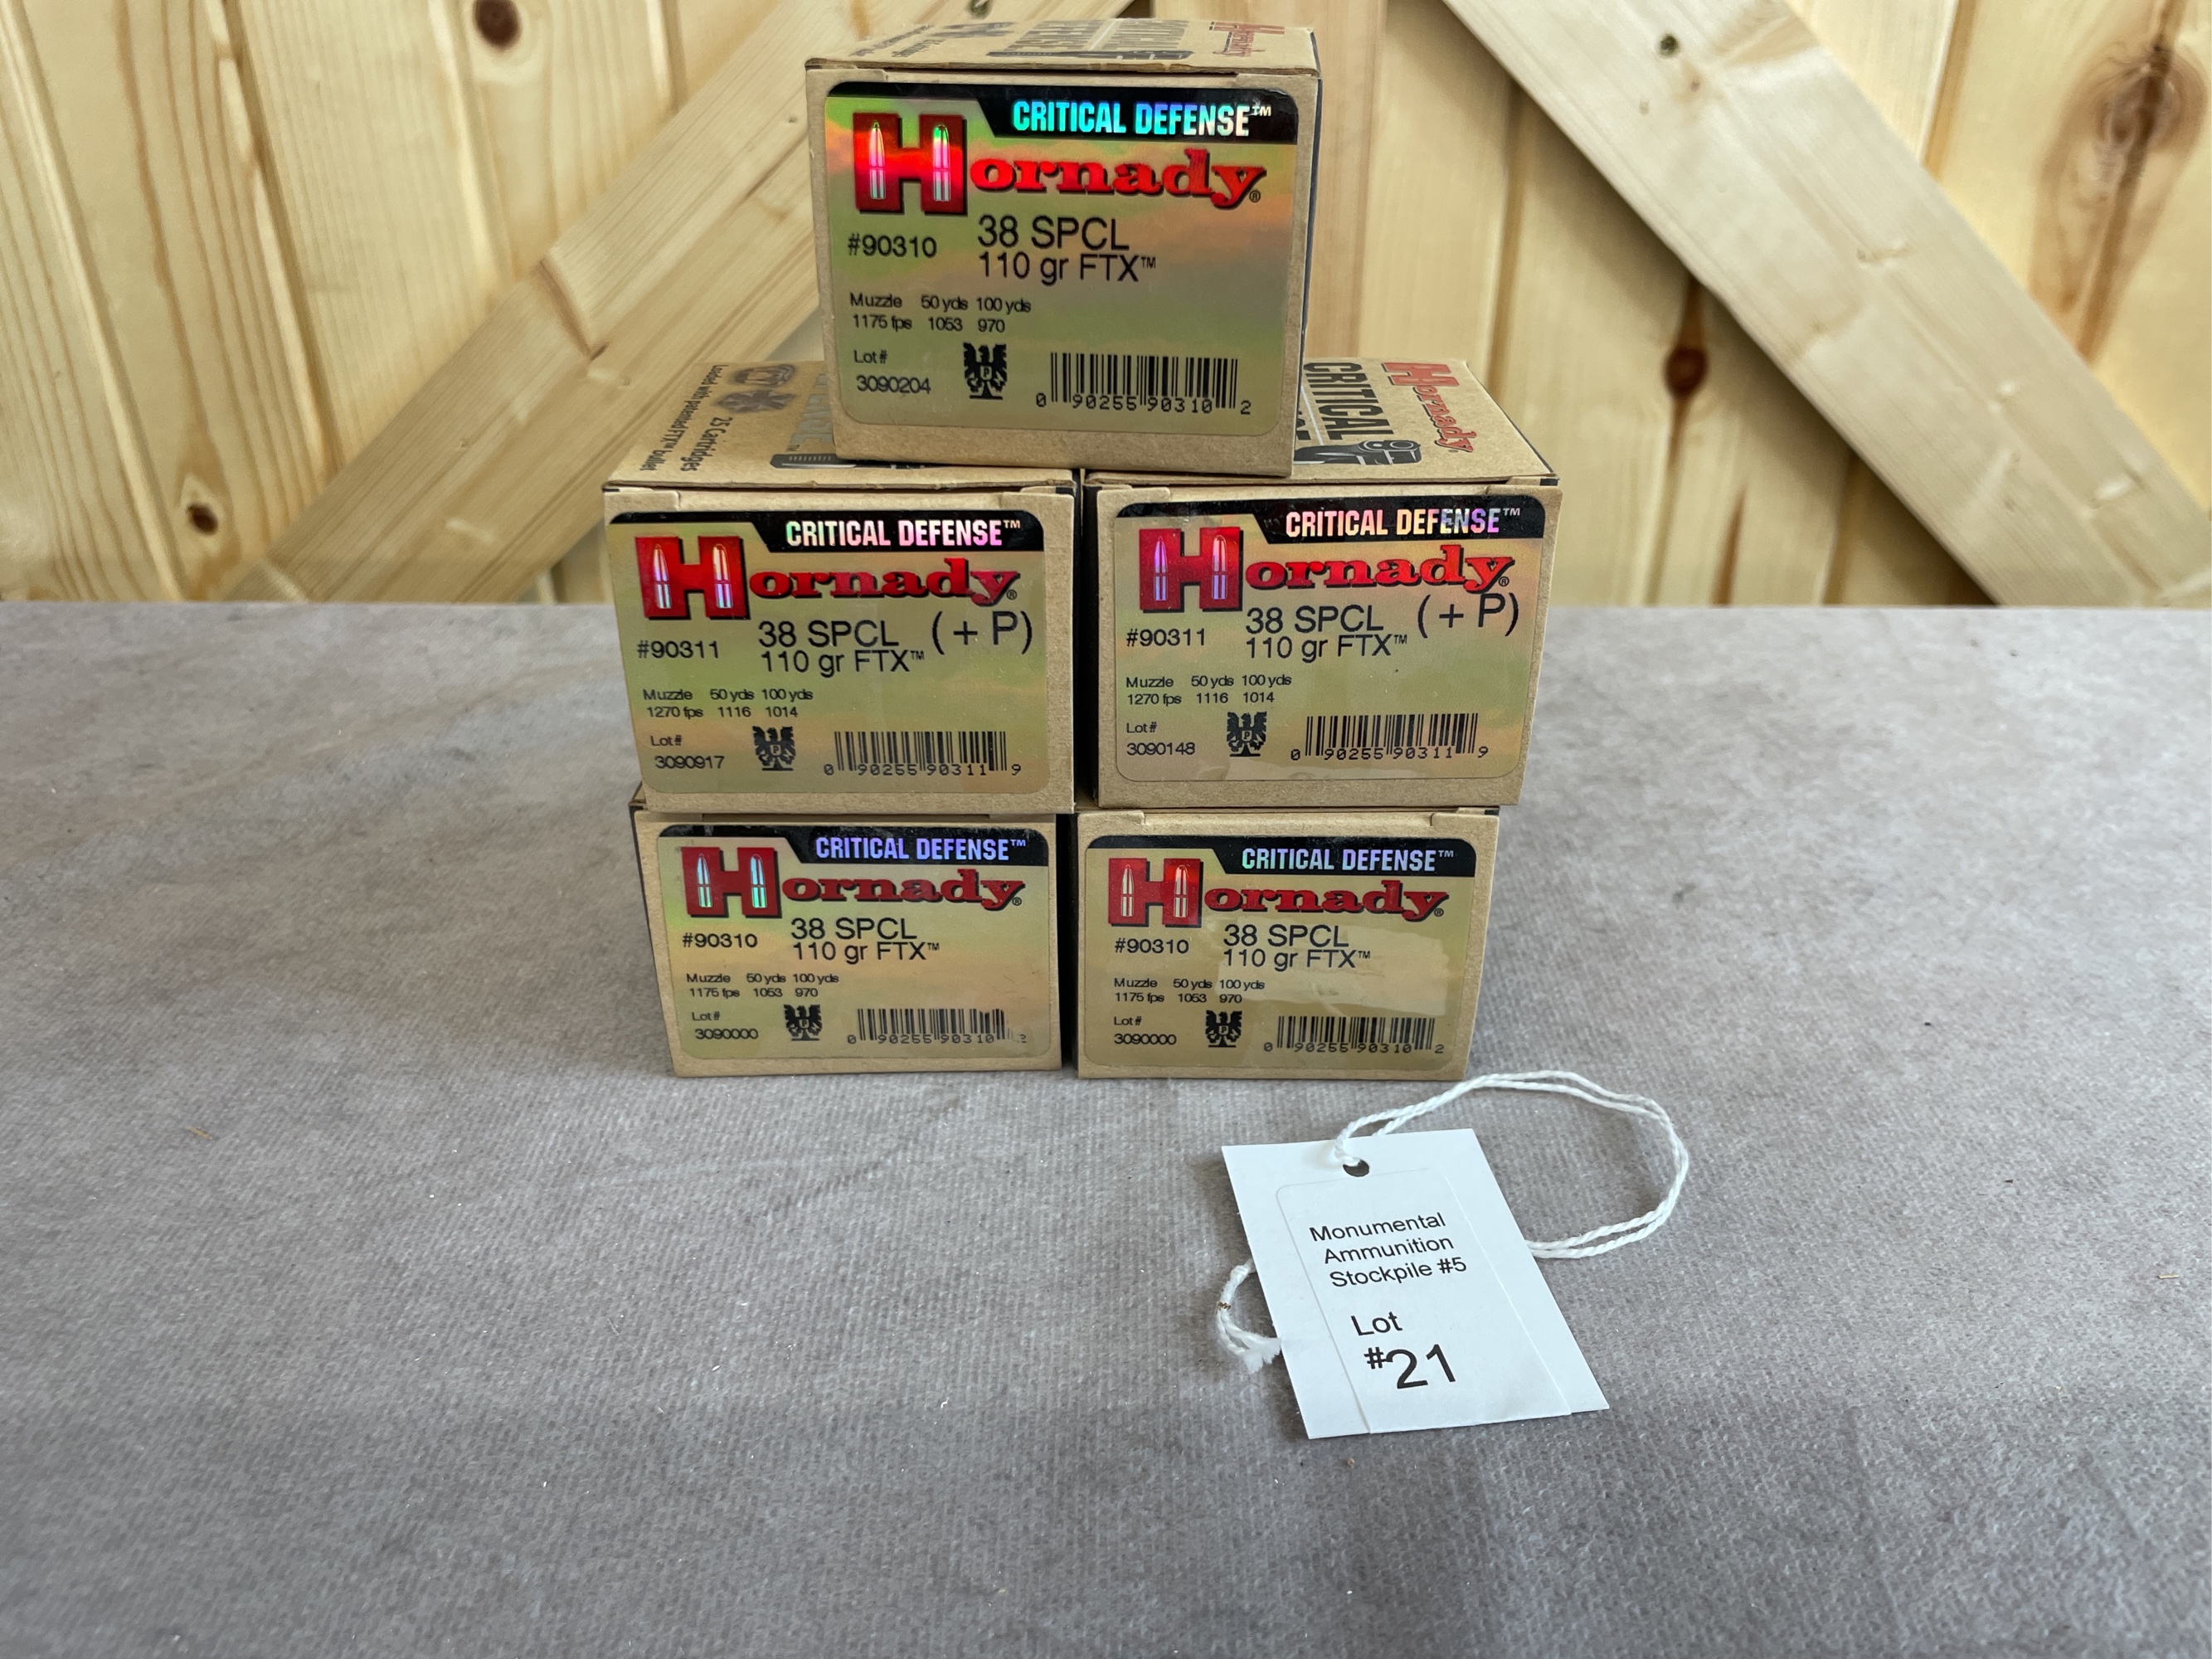 Hornady
CRITICAL DEFENSE™
Hornady®
#90310
38 SPCL
110 gr FTX™
Muzzle 50 yds 100 yds
1175 fps 1053 970
Lot#
3090204
0 90255 90310 2
25 Cartridges
Loaded with patented FTX™ bullet
Hornady
CRITICAL
CRITICAL DEFENSE™
Hornady®
#90311
38 SPCL (+ P)
110 gr FTX™
Muzzle 50 yds 100 yds
1270 fps 1116 1014
Lot#
3090917
0 90255 90311 9
CRITICAL DEFENSE™
Hornady®
#90311
38 SPCL (+ P)
110 gr FTX™
Muzzle 50 yds 100 yds
1270 fps 1116 1014
Lot#
3090148
0 90255 90311 9
CRITICAL DEFENSE™
Hornady®
#90310
38 SPCL
110 gr FTX™
Muzzle 50 yds 100 yds
1175 fps 1053 970
Lot#
3090000
0 90255 90310 2
CRITICAL DEFENSE™
Hornady®
#90310
38 SPCL
110 gr FTX™
Muzzle 50 yds 100 yds
1175 fps 1053 970
Lot#
3090000
0 90255 90310 2
Monumental
Ammunition
Stockpile #5
Lot
#21